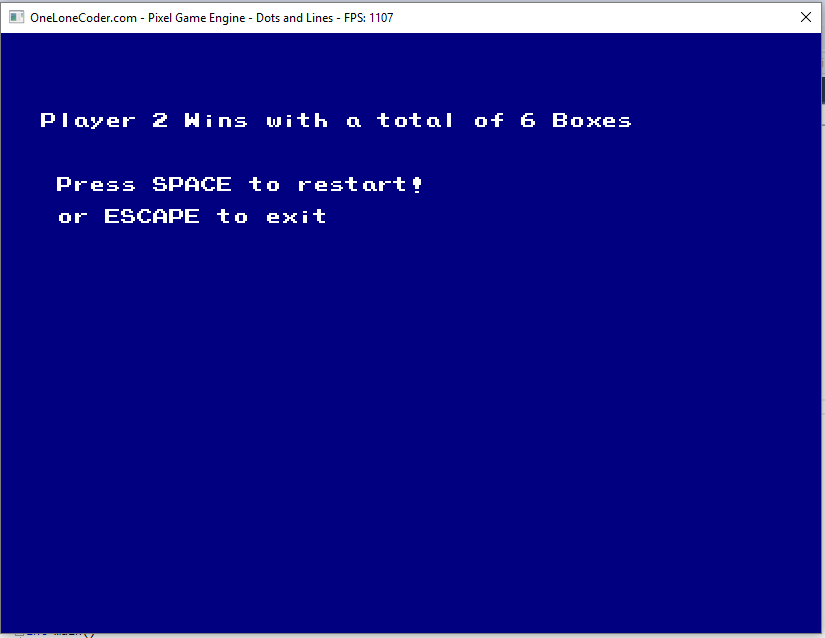 OneLoneCoder.com - Pixel Game Engine - Dots and Lines - FPS: 1107
Player 2 Wins with a total of 6 Boxes
Press SPACE to restart!
or ESCAPE to exit